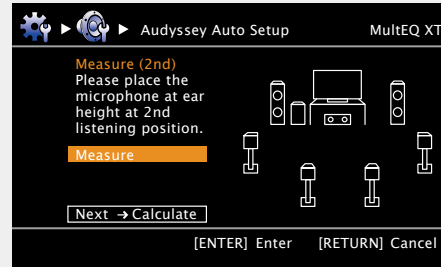 Audyssey Auto Setup MultEQ XT
Measure (2nd)
Please place the
microphone at ear
height at 2nd
listening position.
Measure
Next → Calculate
[ENTER] Enter [RETURN] Cancel